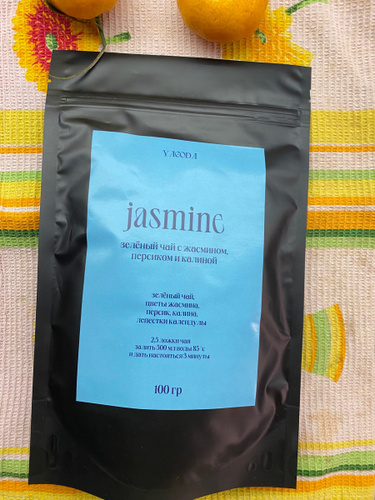 jasmine
зелёный чай с жасмином,
персиком и калиной
зелёный чай,
цветы жасмина,
персик, калина,
лепестки календулы
2,5 ложки чая
залить 500 мл воды 85 °c
и дать настояться 3 минуты
100 гр